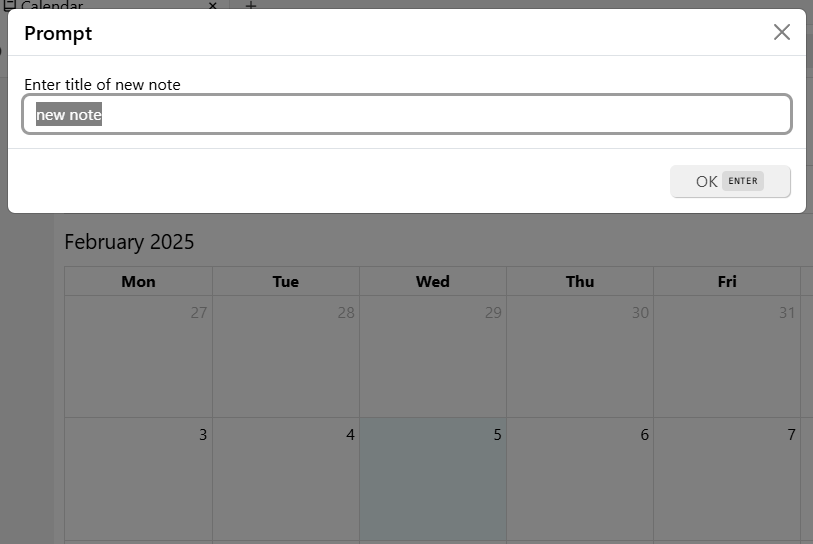 Calendar
Prompt
Enter title of new note
new note
OK ENTER
February 2025
Mon Tue Wed Thu Fri
27 28 29 30 31
3 4 5 6 7